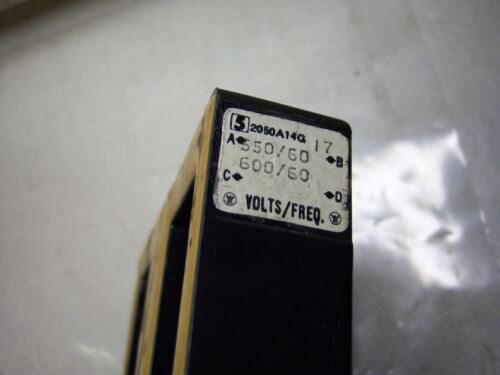 5 2050A14G 17
A 550/60 B
600/60
C D
VOLTS/FREQ.